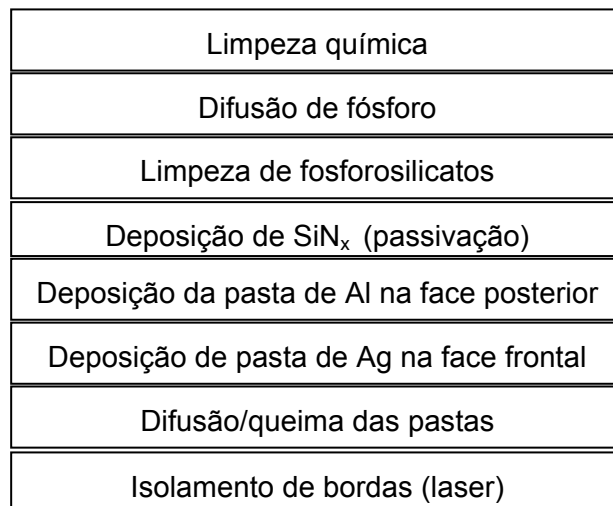 Limpeza química
Difusão de fósforo
Limpeza de fosforosilicatos
Deposição de SiNₓ (passivação)
Deposição da pasta de Al na face posterior
Deposição de pasta de Ag na face frontal
Difusão/queima das pastas
Isolamento de bordas (laser)